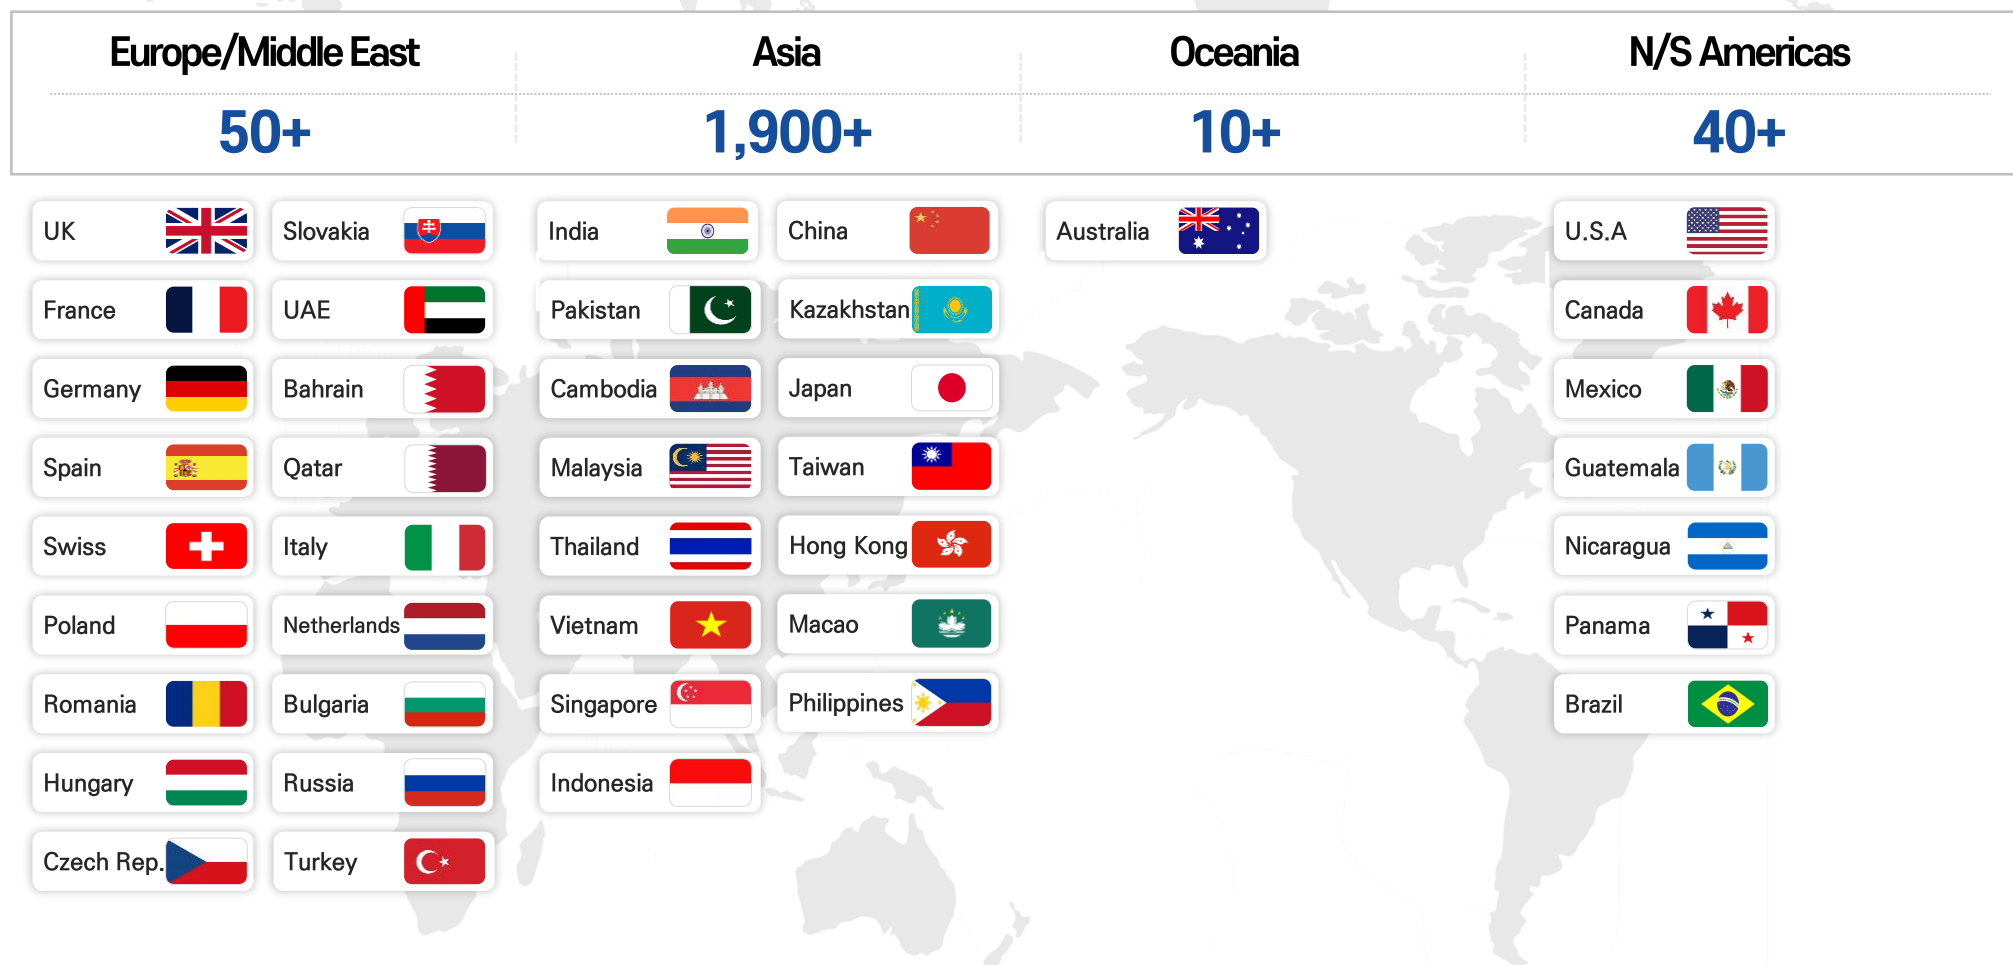 Europe/Middle East
Asia
Oceania
N/S Americas
50+
1,900+
10+
40+
UK
Slovakia
India
China
Australia
U.S.A
France
UAE
Pakistan
Kazakhstan
Canada
Germany
Bahrain
Cambodia
Japan
Mexico
Spain
Qatar
Malaysia
Taiwan
Guatemala
Swiss
Italy
Thailand
Hong Kong
Nicaragua
Poland
Netherlands
Vietnam
Macao
Panama
Romania
Bulgaria
Singapore
Philippines
Brazil
Hungary
Russia
Indonesia
Czech Rep.
Turkey